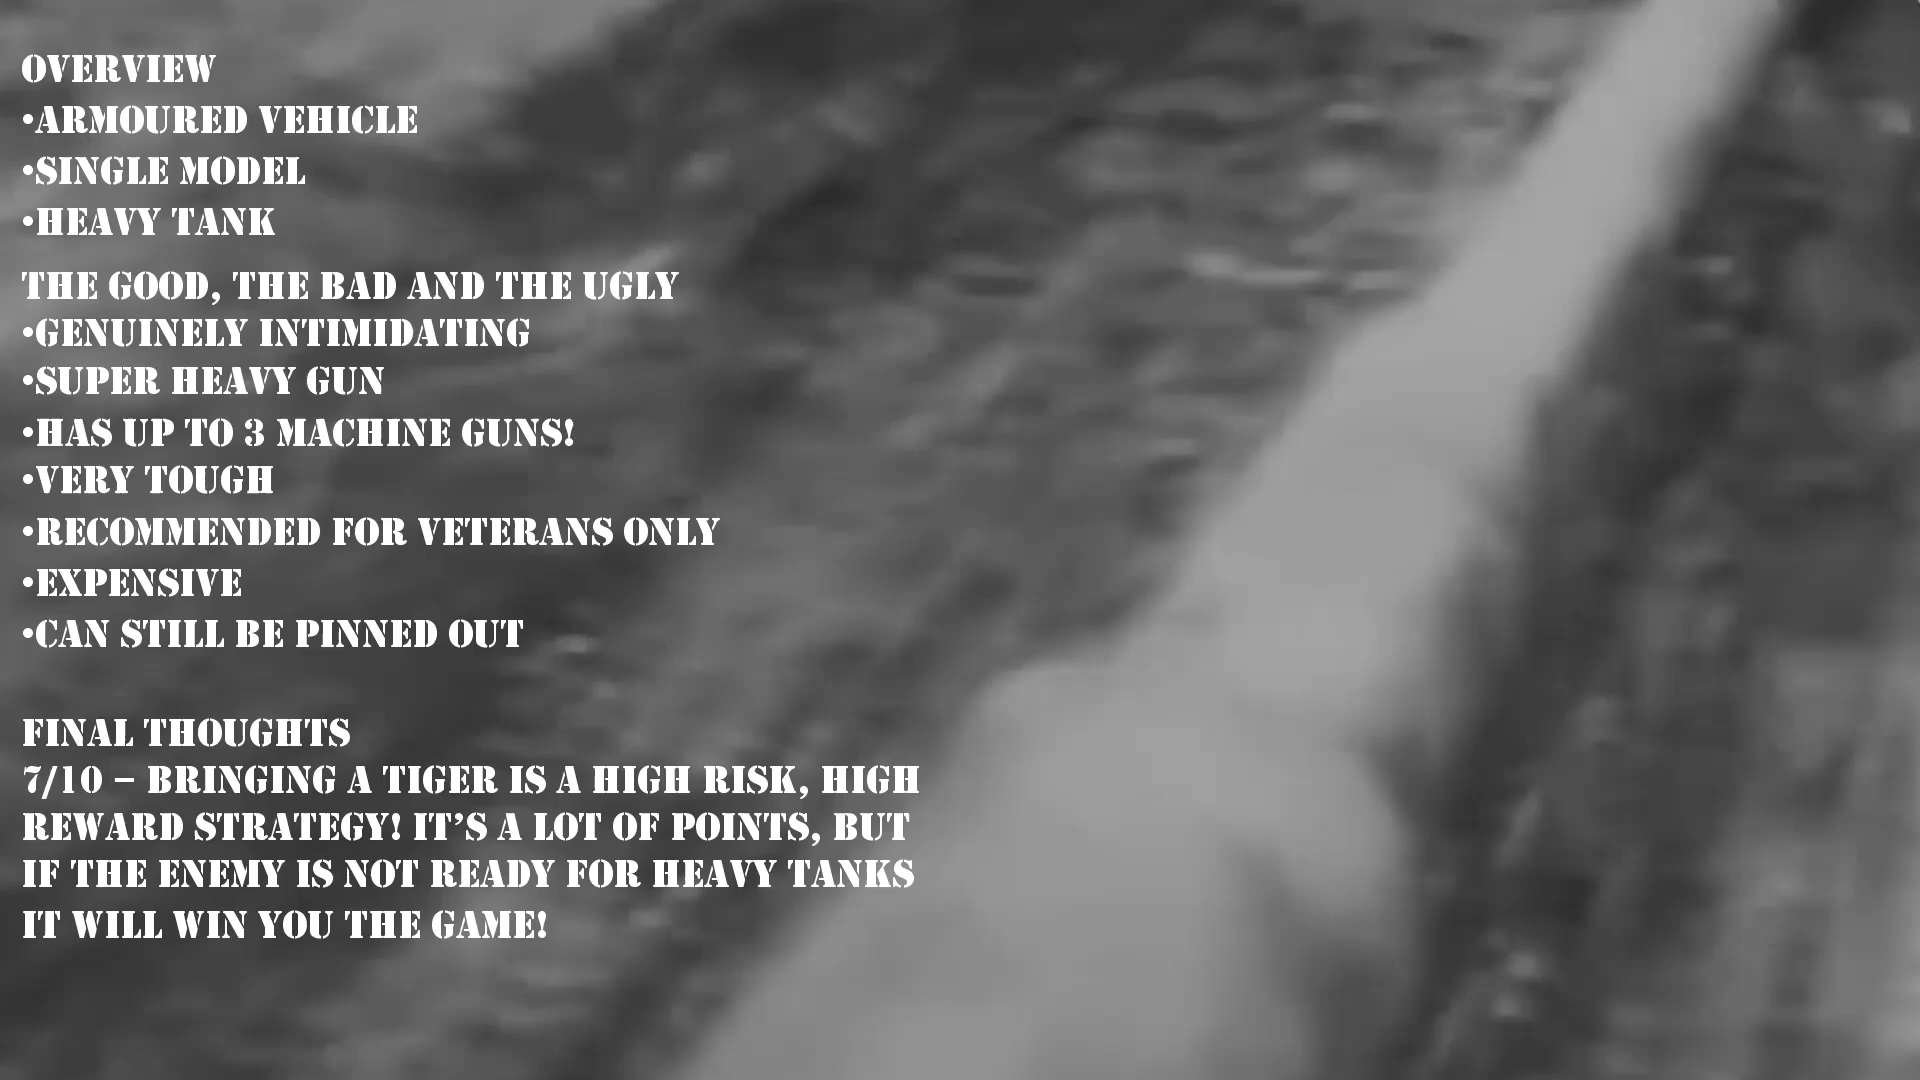 OVERVIEW
•ARMOURED VEHICLE
•SINGLE MODEL
•HEAVY TANK
THE GOOD, THE BAD AND THE UGLY
•GENUINELY INTIMIDATING
•SUPER HEAVY GUN
•HAS UP TO 3 MACHINE GUNS!
•VERY TOUGH
•RECOMMENDED FOR VETERANS ONLY
•EXPENSIVE
•CAN STILL BE PINNED OUT
FINAL THOUGHTS
7/10 – BRINGING A TIGER IS A HIGH RISK, HIGH
REWARD STRATEGY! IT’S A LOT OF POINTS, BUT
IF THE ENEMY IS NOT READY FOR HEAVY TANKS
IT WILL WIN YOU THE GAME!